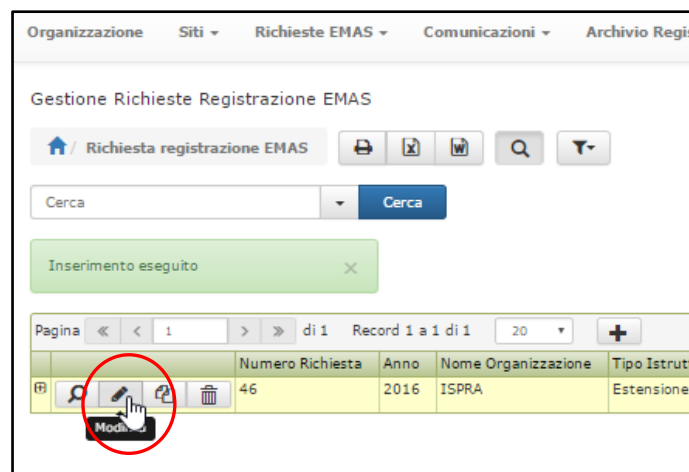 Organizzazione Siti Richieste EMAS Comunicazioni Archivio Regis
Gestione Richieste Registrazione EMAS
/ Richiesta registrazione EMAS
Cerca Cerca
Inserimento eseguito ×
Pagina « < 1 > » di 1 Record 1 a 1 di 1 20
Numero Richiesta Anno Nome Organizzazione Tipo Istrutt
46 2016 ISPRA Estensione